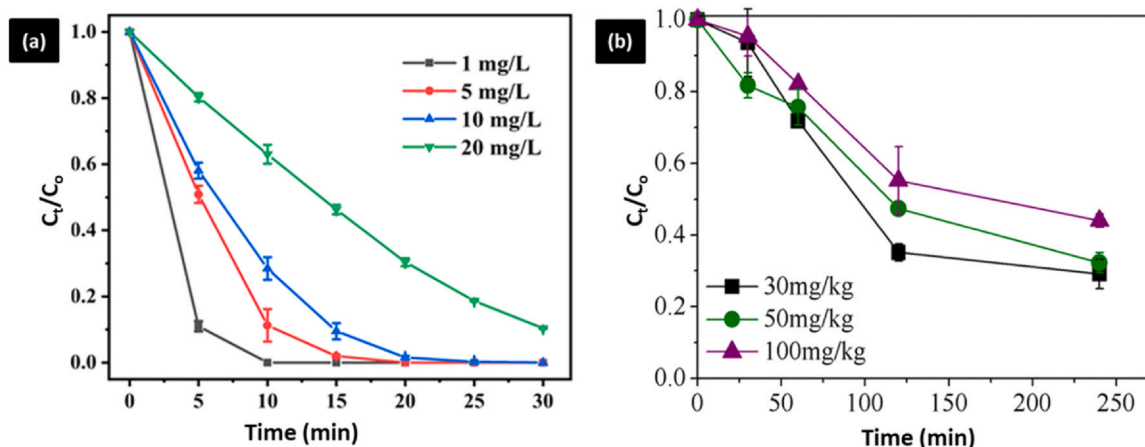 (a)
1.0
0.8
0.6
0.4
0.2
0.0
Ct/Co
1 mg/L
5 mg/L
10 mg/L
20 mg/L
0 5 10 15 20 25 30
Time (min)
(b)
1.0
0.8
0.6
0.4
0.2
0.0
Ct/Co
30mg/kg
50mg/kg
100mg/kg
0 50 100 150 200 250
Time (min)